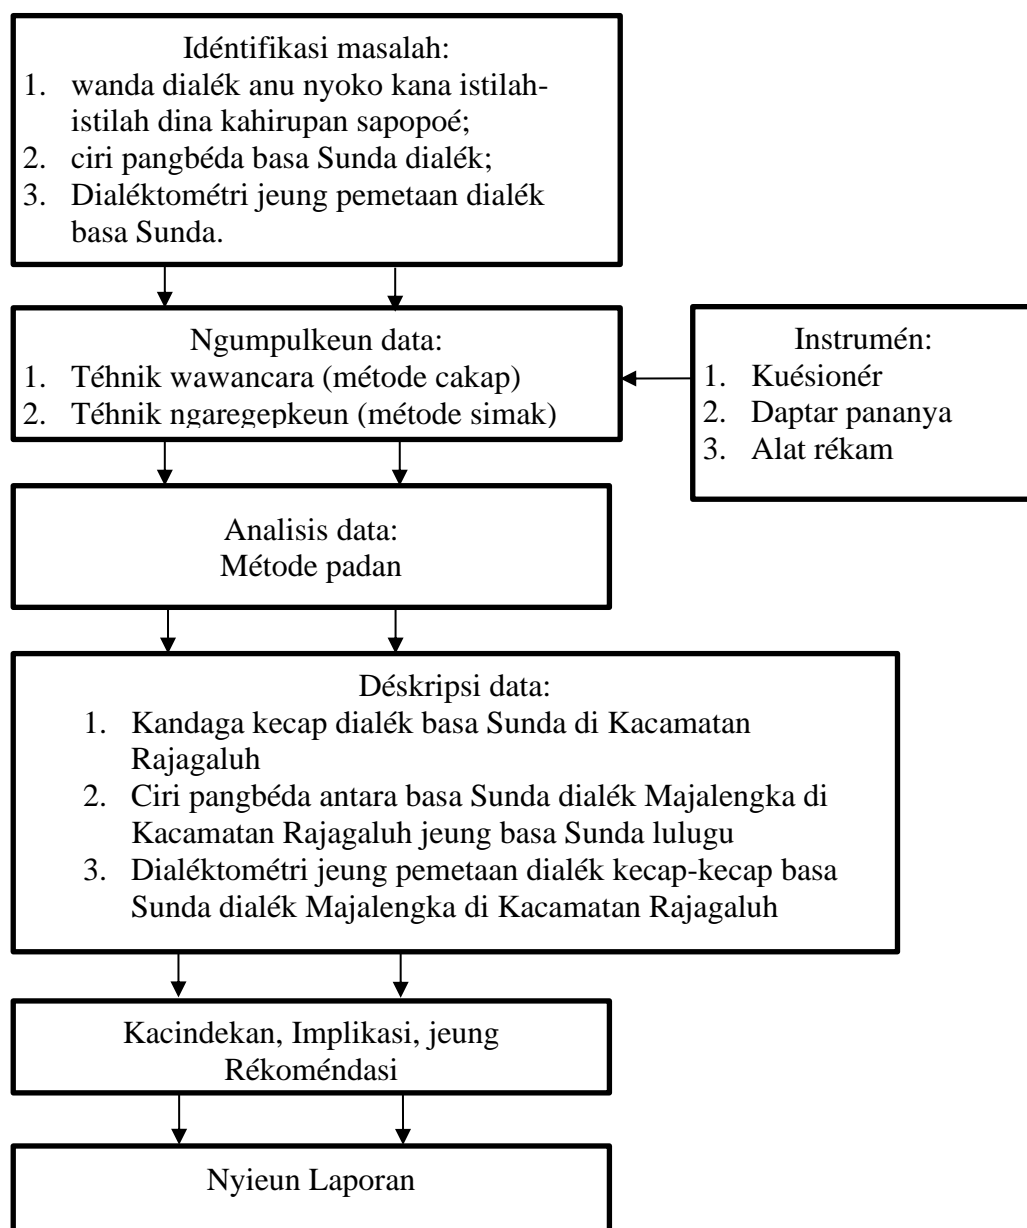 Idéntifikasi masalah:
1. wanda dialék anu nyoko kana istilah-
istilah dina kahirupan sapopoé;
2. ciri pangbéda basa Sunda dialék;
3. Dialéktométri jeung pemetaan dialék
basa Sunda.
Ngumpulkeun data:
1. Téhnik wawancara (métode cakap)
2. Téhnik ngaregepkeun (métode simak)
Instrumén:
1. Kuésionér
2. Daptar pananya
3. Alat rékam
Analisis data:
Métode padan
Déskripsi data:
1. Kandaga kecap dialék basa Sunda di Kacamatan
Rajagaluh
2. Ciri pangbéda antara basa Sunda dialék Majalengka di
Kacamatan Rajagaluh jeung basa Sunda lulugu
3. Dialéktométri jeung pemetaan dialék kecap-kecap basa
Sunda dialék Majalengka di Kacamatan Rajagaluh
Kacindekan, Implikasi, jeung
Rékoméndasi
Nyieun Laporan